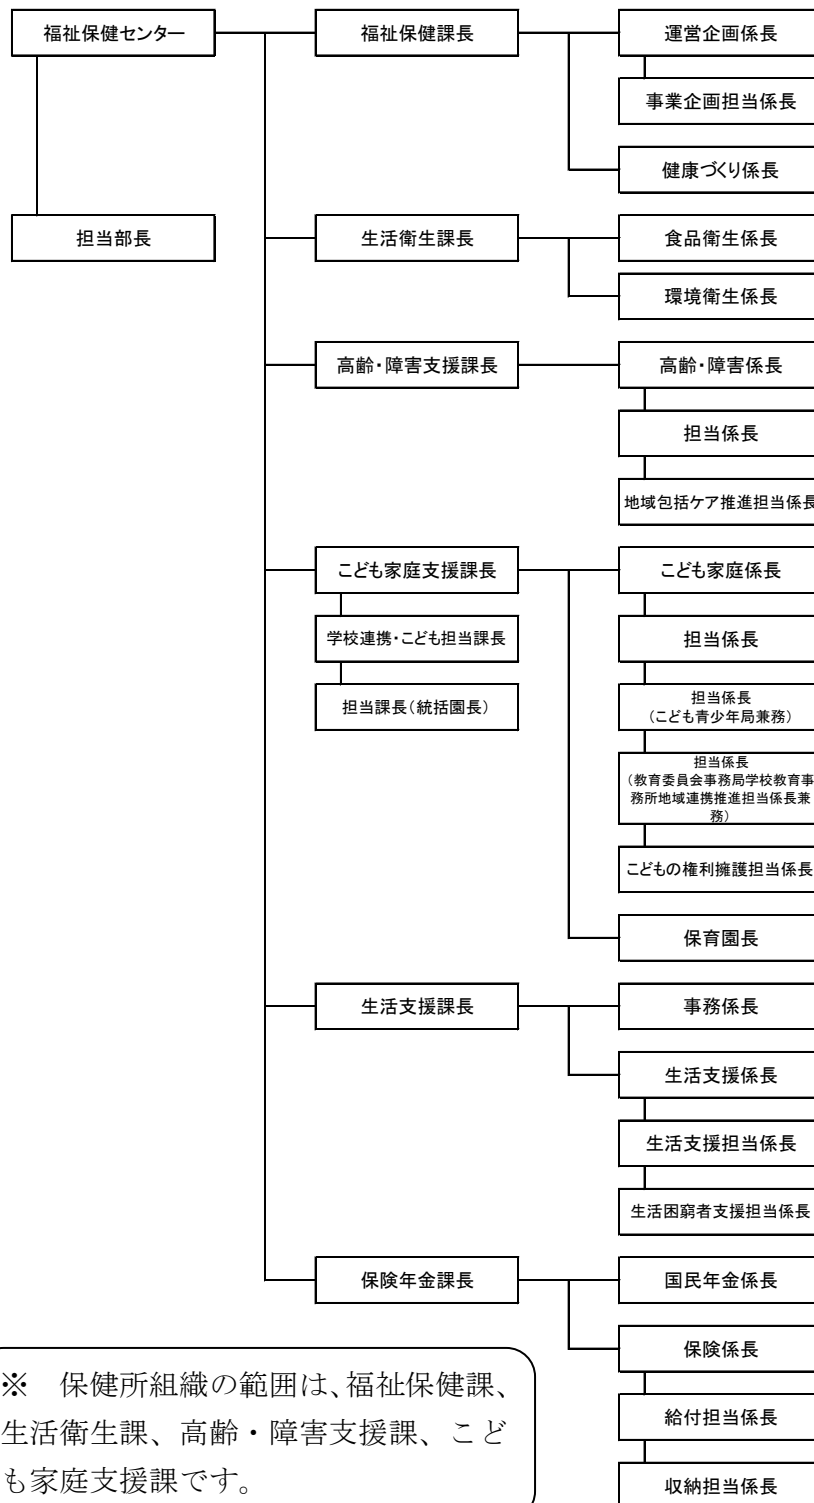 福祉保健センター
福祉保健課長
運営企画係長
事業企画担当係長
健康づくり係長
担当部長
生活衛生課長
食品衛生係長
環境衛生係長
高齢・障害支援課長
高齢・障害係長
担当係長
地域包括ケア推進担当係長
こども家庭支援課長
こども家庭係長
学校連携・こども担当課長
担当係長
担当課長(統括園長)
担当係長
(こども青少年局兼務)
担当係長
(教育委員会事務局学校教育事
務所地域連携推進担当係長兼
務)
こどもの権利擁護担当係長
保育園長
生活支援課長
事務係長
生活支援係長
生活支援担当係長
生活困窮者支援担当係長
保険年金課長
国民年金係長
保険係長
給付担当係長
収納担当係長
※ 保健所組織の範囲は、福祉保健課、
生活衛生課、高齢・障害支援課、こど
も家庭支援課です。